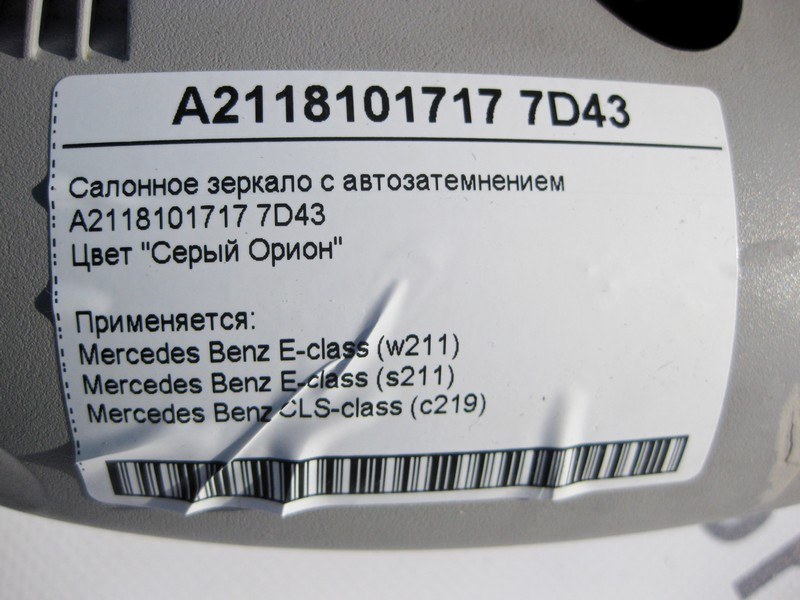 A2118101717 7D43
Салонное зеркало с автозатемнением
A2118101717 7D43
Цвет "Серый Орион"
Применяется:
Mercedes Benz E-class (w211)
Mercedes Benz E-class (s211)
Mercedes Benz CLS-class (c219)